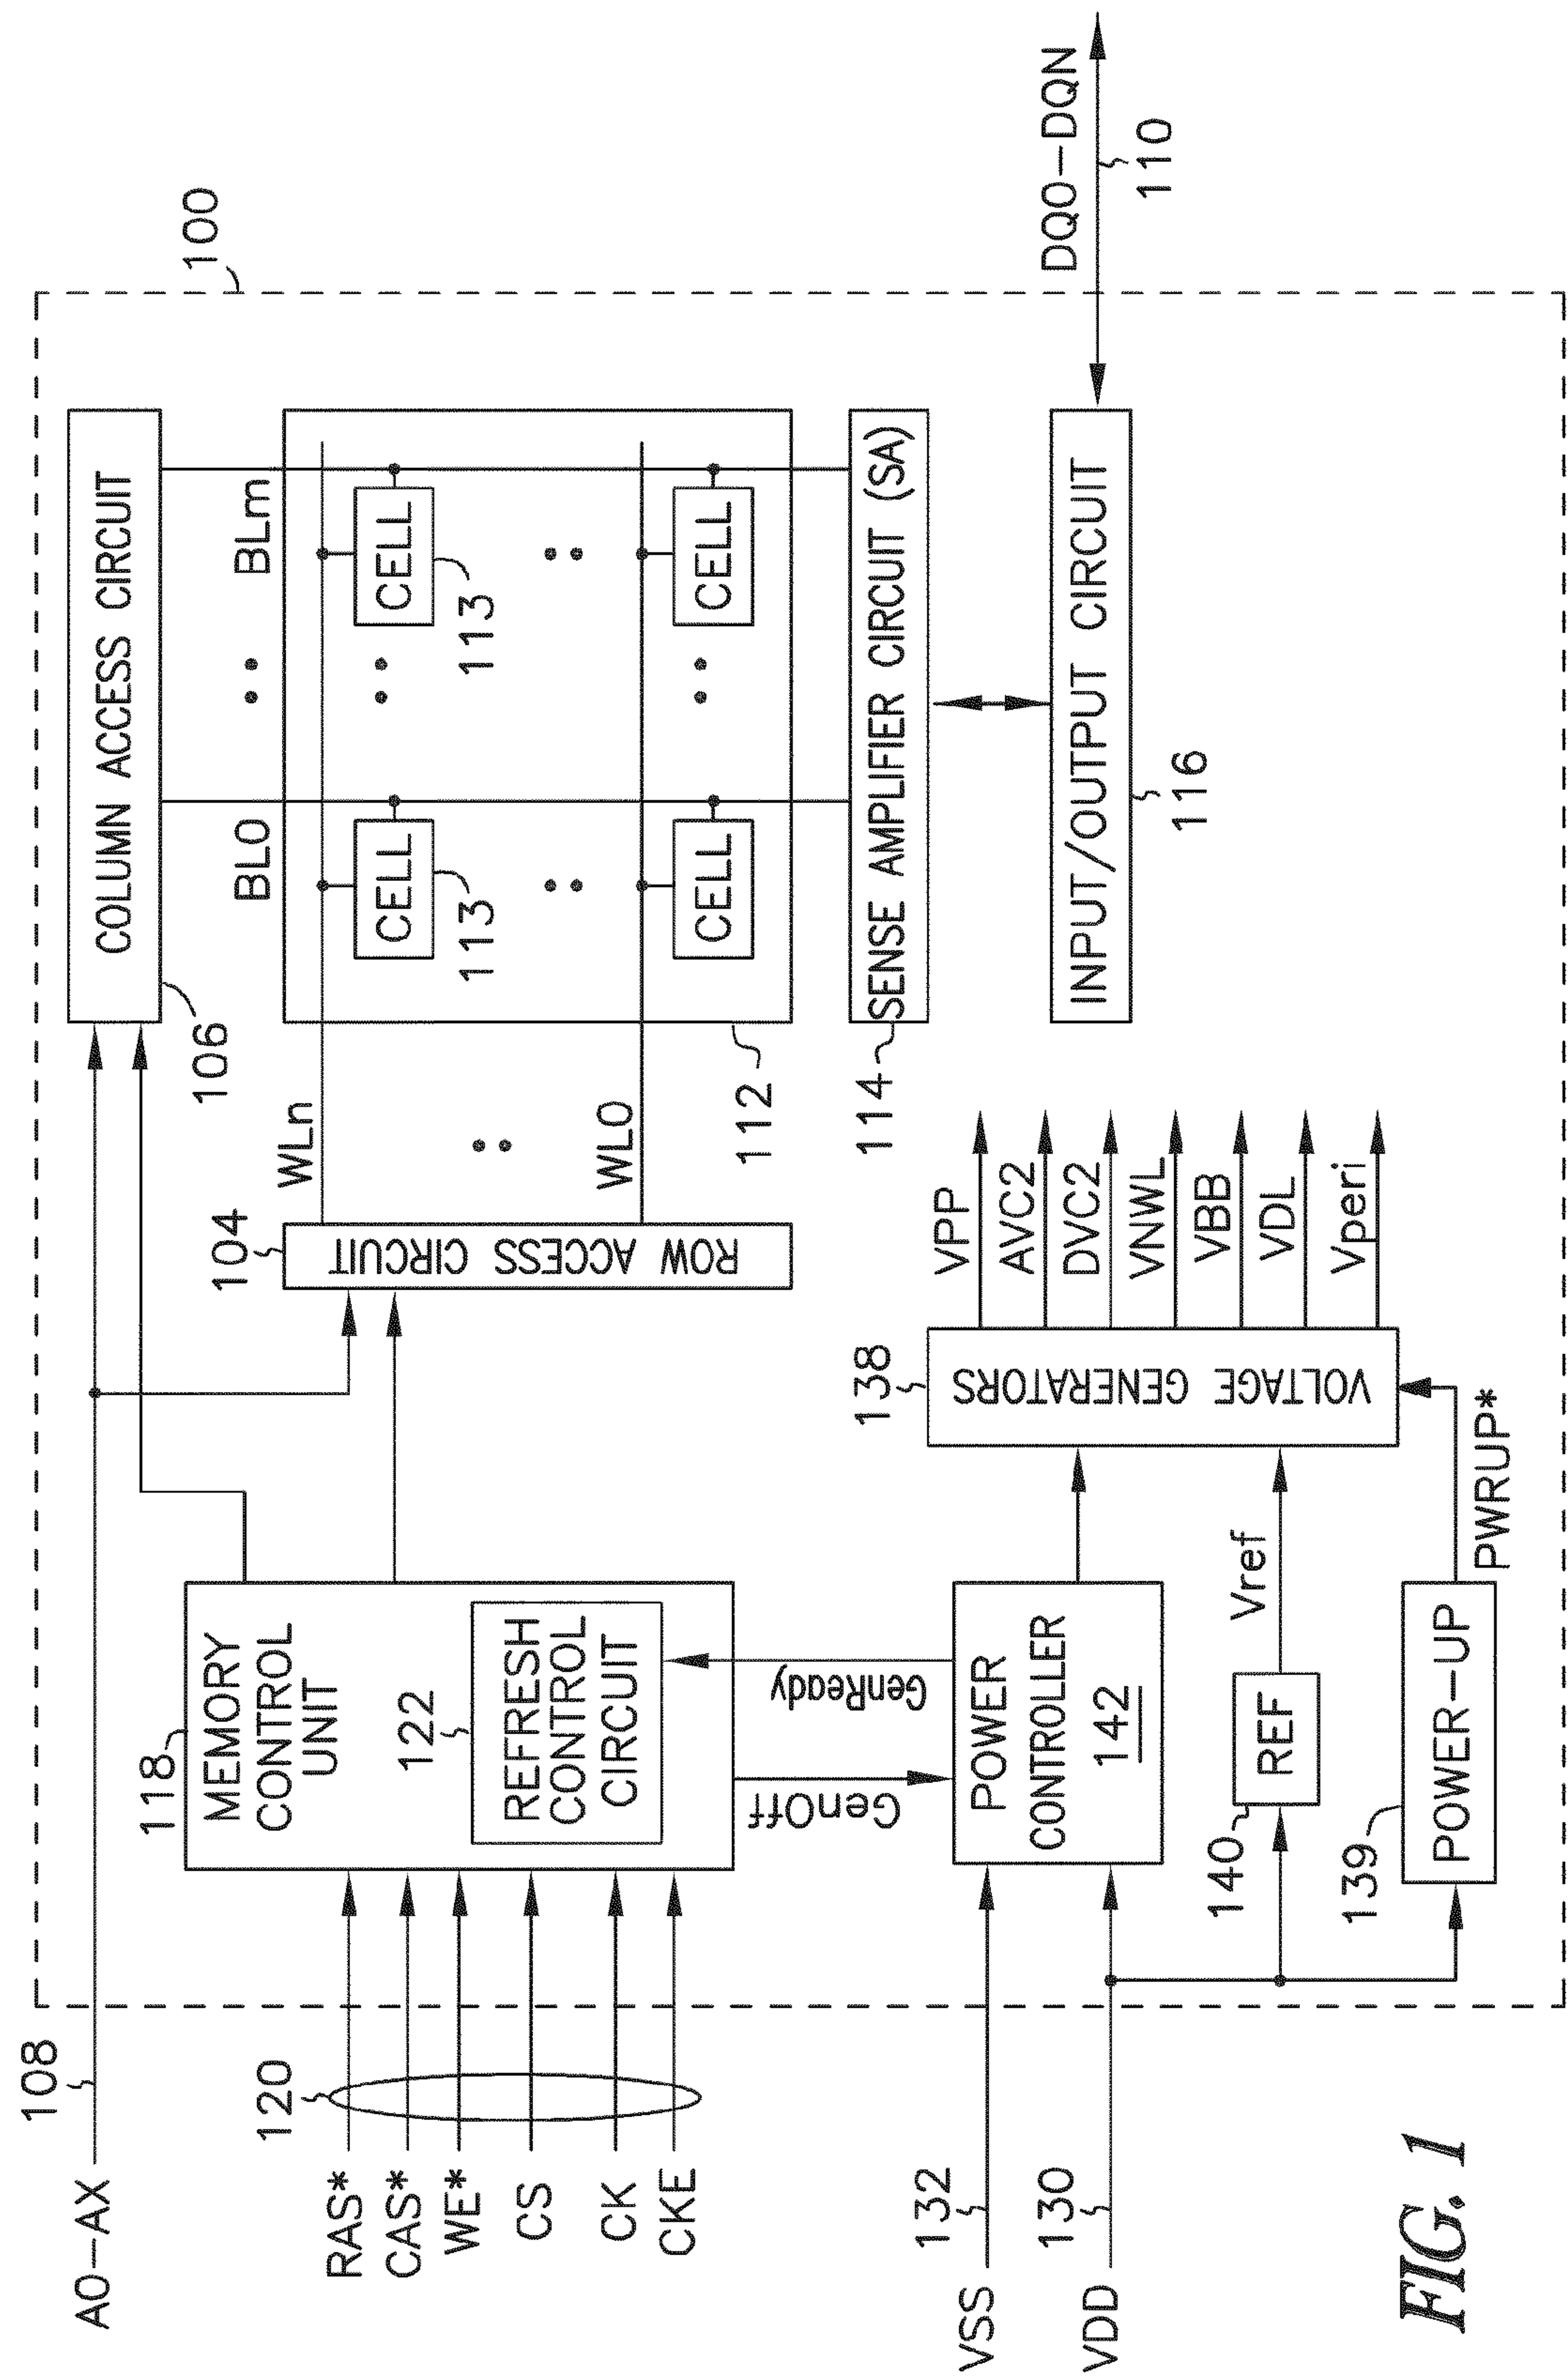 A0-AX
108
RAS*
CAS*
WE*
CS
CK
CKE
120
118
MEMORY
CONTROL
UNIT
122
REFRESH
CONTROL
CIRCUIT
GenOff
GenReady
VSS
132
VDD
130
POWER
CONTROLLER
142
140
REF
Vref
139
POWER-UP
PWRUP*
138
VOLTAGE GENERATORS
VPP
AVC2
DVC2
VNWL
VBB
VDL
Vperi
104
ROW ACCESS CIRCUIT
WLn
WL0
106
COLUMN ACCESS CIRCUIT
BL0
BLm
CELL
113
CELL
113
CELL
CELL
112
114
SENSE AMPLIFIER CIRCUIT (SA)
INPUT/OUTPUT CIRCUIT
116
100
DQ0-DQN
110
FIG. 1